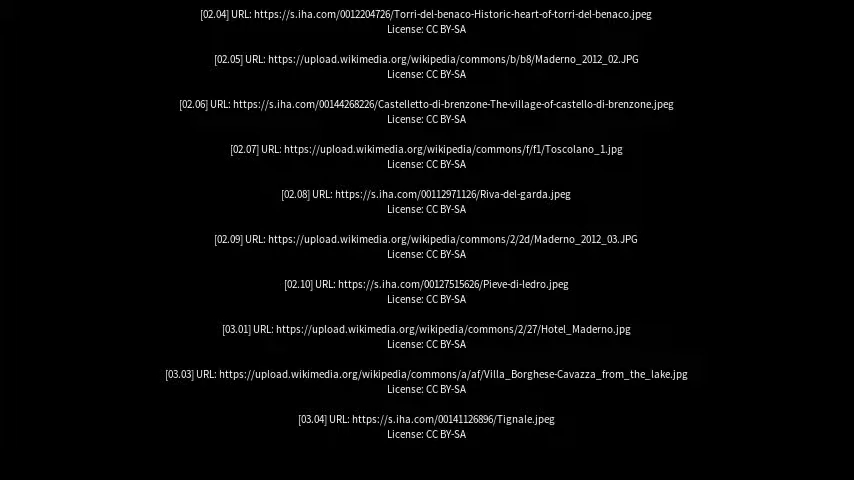 [02.04] URL: https://s.iha.com/0012204726/Torri-del-benaco-Historic-heart-of-torri-del-benaco.jpeg
License: CC BY-SA
[02.05] URL: https://upload.wikimedia.org/wikipedia/commons/b/b8/Maderno_2012_02.JPG
License: CC BY-SA
[02.06] URL: https://s.iha.com/00144268226/Castelletto-di-brenzone-The-village-of-castello-di-brenzone.jpeg
License: CC BY-SA
[02.07] URL: https://upload.wikimedia.org/wikipedia/commons/f/f1/Toscolano_1.jpg
License: CC BY-SA
[02.08] URL: https://s.iha.com/00112971126/Riva-del-garda.jpeg
License: CC BY-SA
[02.09] URL: https://upload.wikimedia.org/wikipedia/commons/2/2d/Maderno_2012_03.JPG
License: CC BY-SA
[02.10] URL: https://s.iha.com/00127515626/Pieve-di-ledro.jpeg
License: CC BY-SA
[03.01] URL: https://upload.wikimedia.org/wikipedia/commons/2/27/Hotel_Maderno.jpg
License: CC BY-SA
[03.03] URL: https://upload.wikimedia.org/wikipedia/commons/a/af/Villa_Borghese-Cavazza_from_the_lake.jpg
License: CC BY-SA
[03.04] URL: https://s.iha.com/00141126896/Tignale.jpeg
License: CC BY-SA